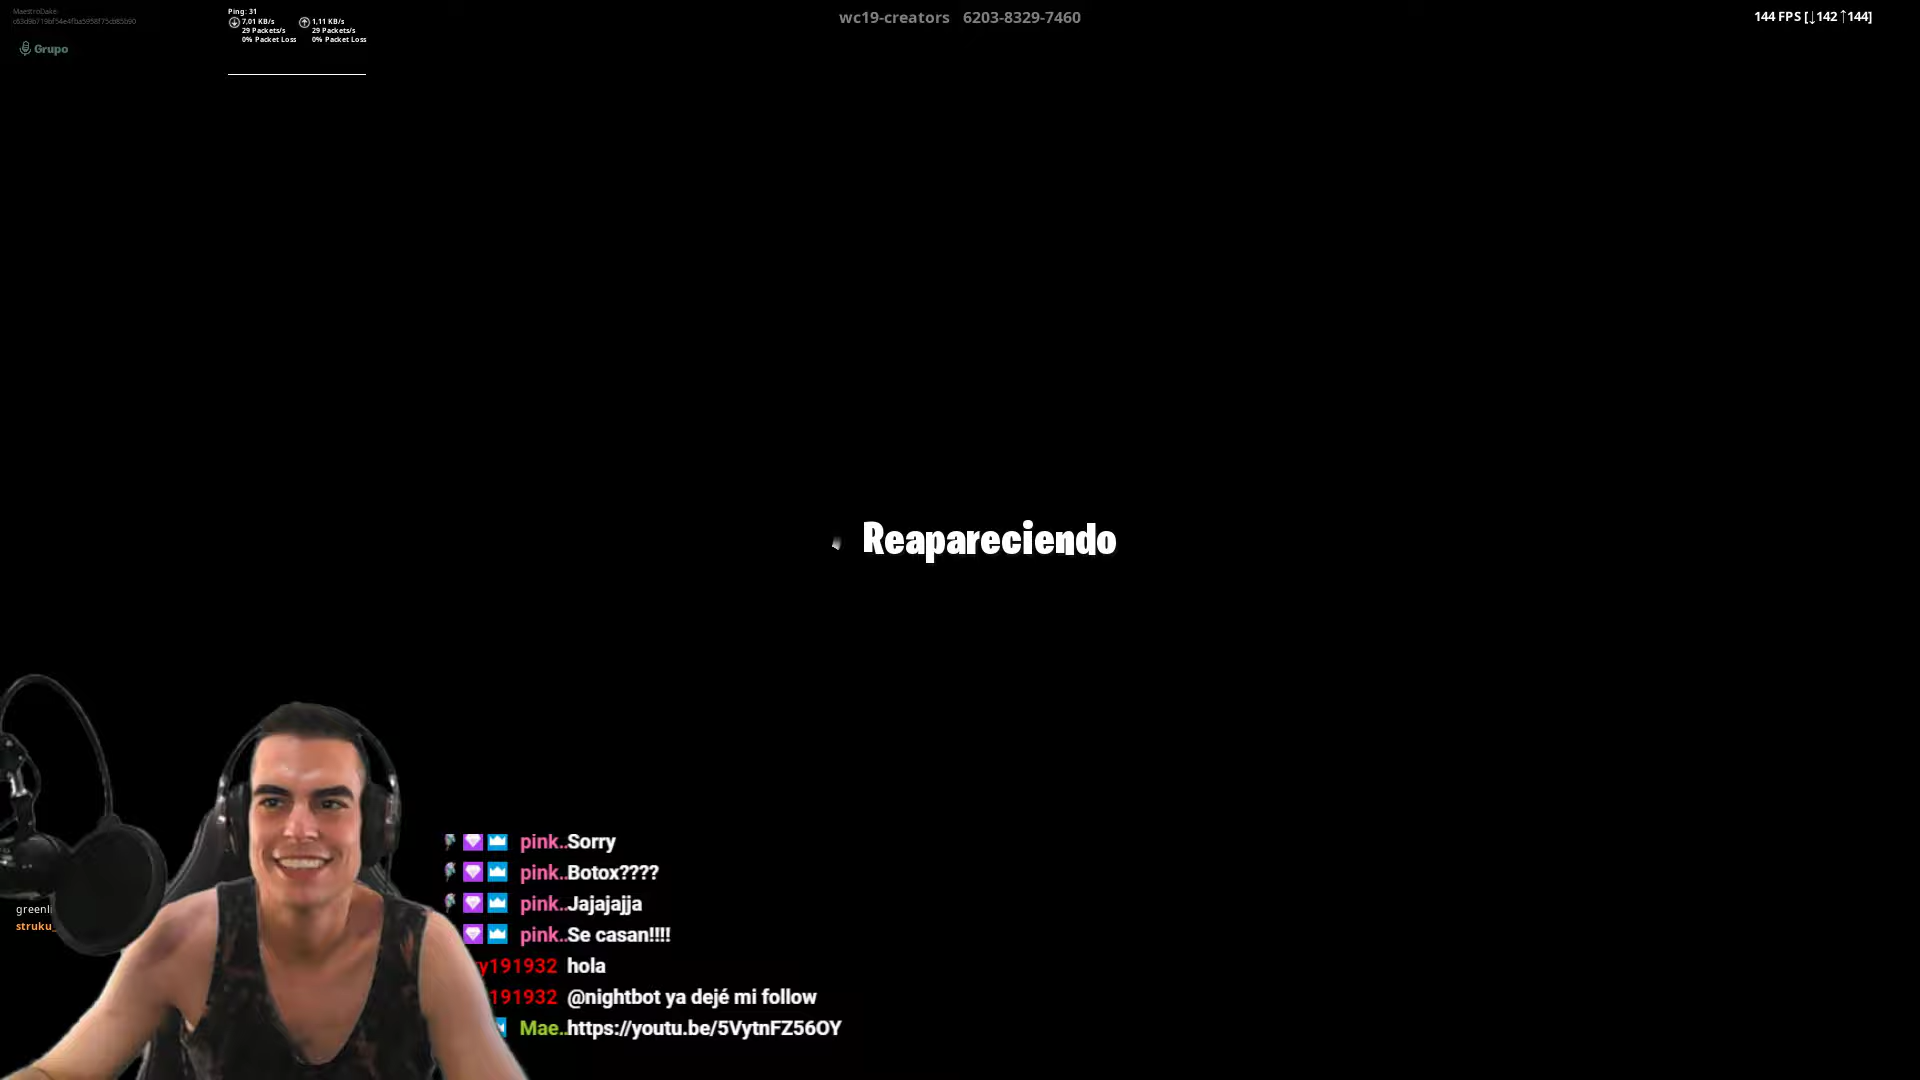 MaestroDake:
Grupo
Ping: 31
7,01 KB/s 1,11 KB/s
29 Packets/s 29 Packets/s
0% Packet Loss 0% Packet Loss
wc19-creators 6203-8329-7460
144 FPS [↓142 ↑144]
Reapareciendo
pink..Sorry
pink..Botox????
pink..Jajajajja
pink..Se casan!!!!
y191932 hola
191932 @nightbot ya dejé mi follow
Mae..https://youtu.be/5VytnFZ56OY
greenli
struku_